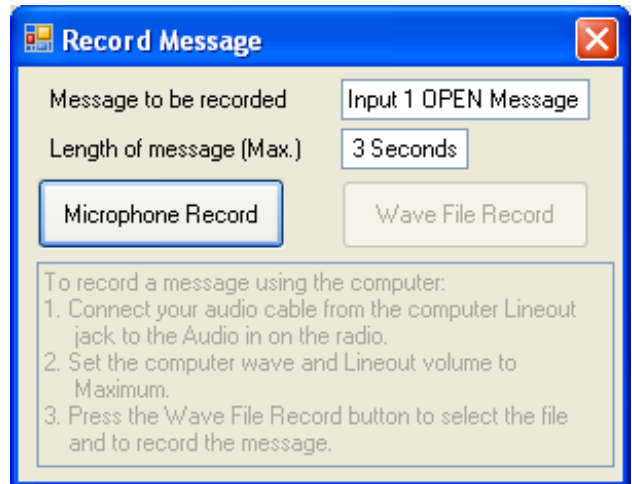 Record Message
Message to be recorded Input 1 OPEN Message
Length of message (Max.) 3 Seconds
Microphone Record Wave File Record
To record a message using the computer:
1. Connect your audio cable from the computer Lineout
jack to the Audio in on the radio.
2. Set the computer wave and Lineout volume to
Maximum.
3. Press the Wave File Record button to select the file
and to record the message.